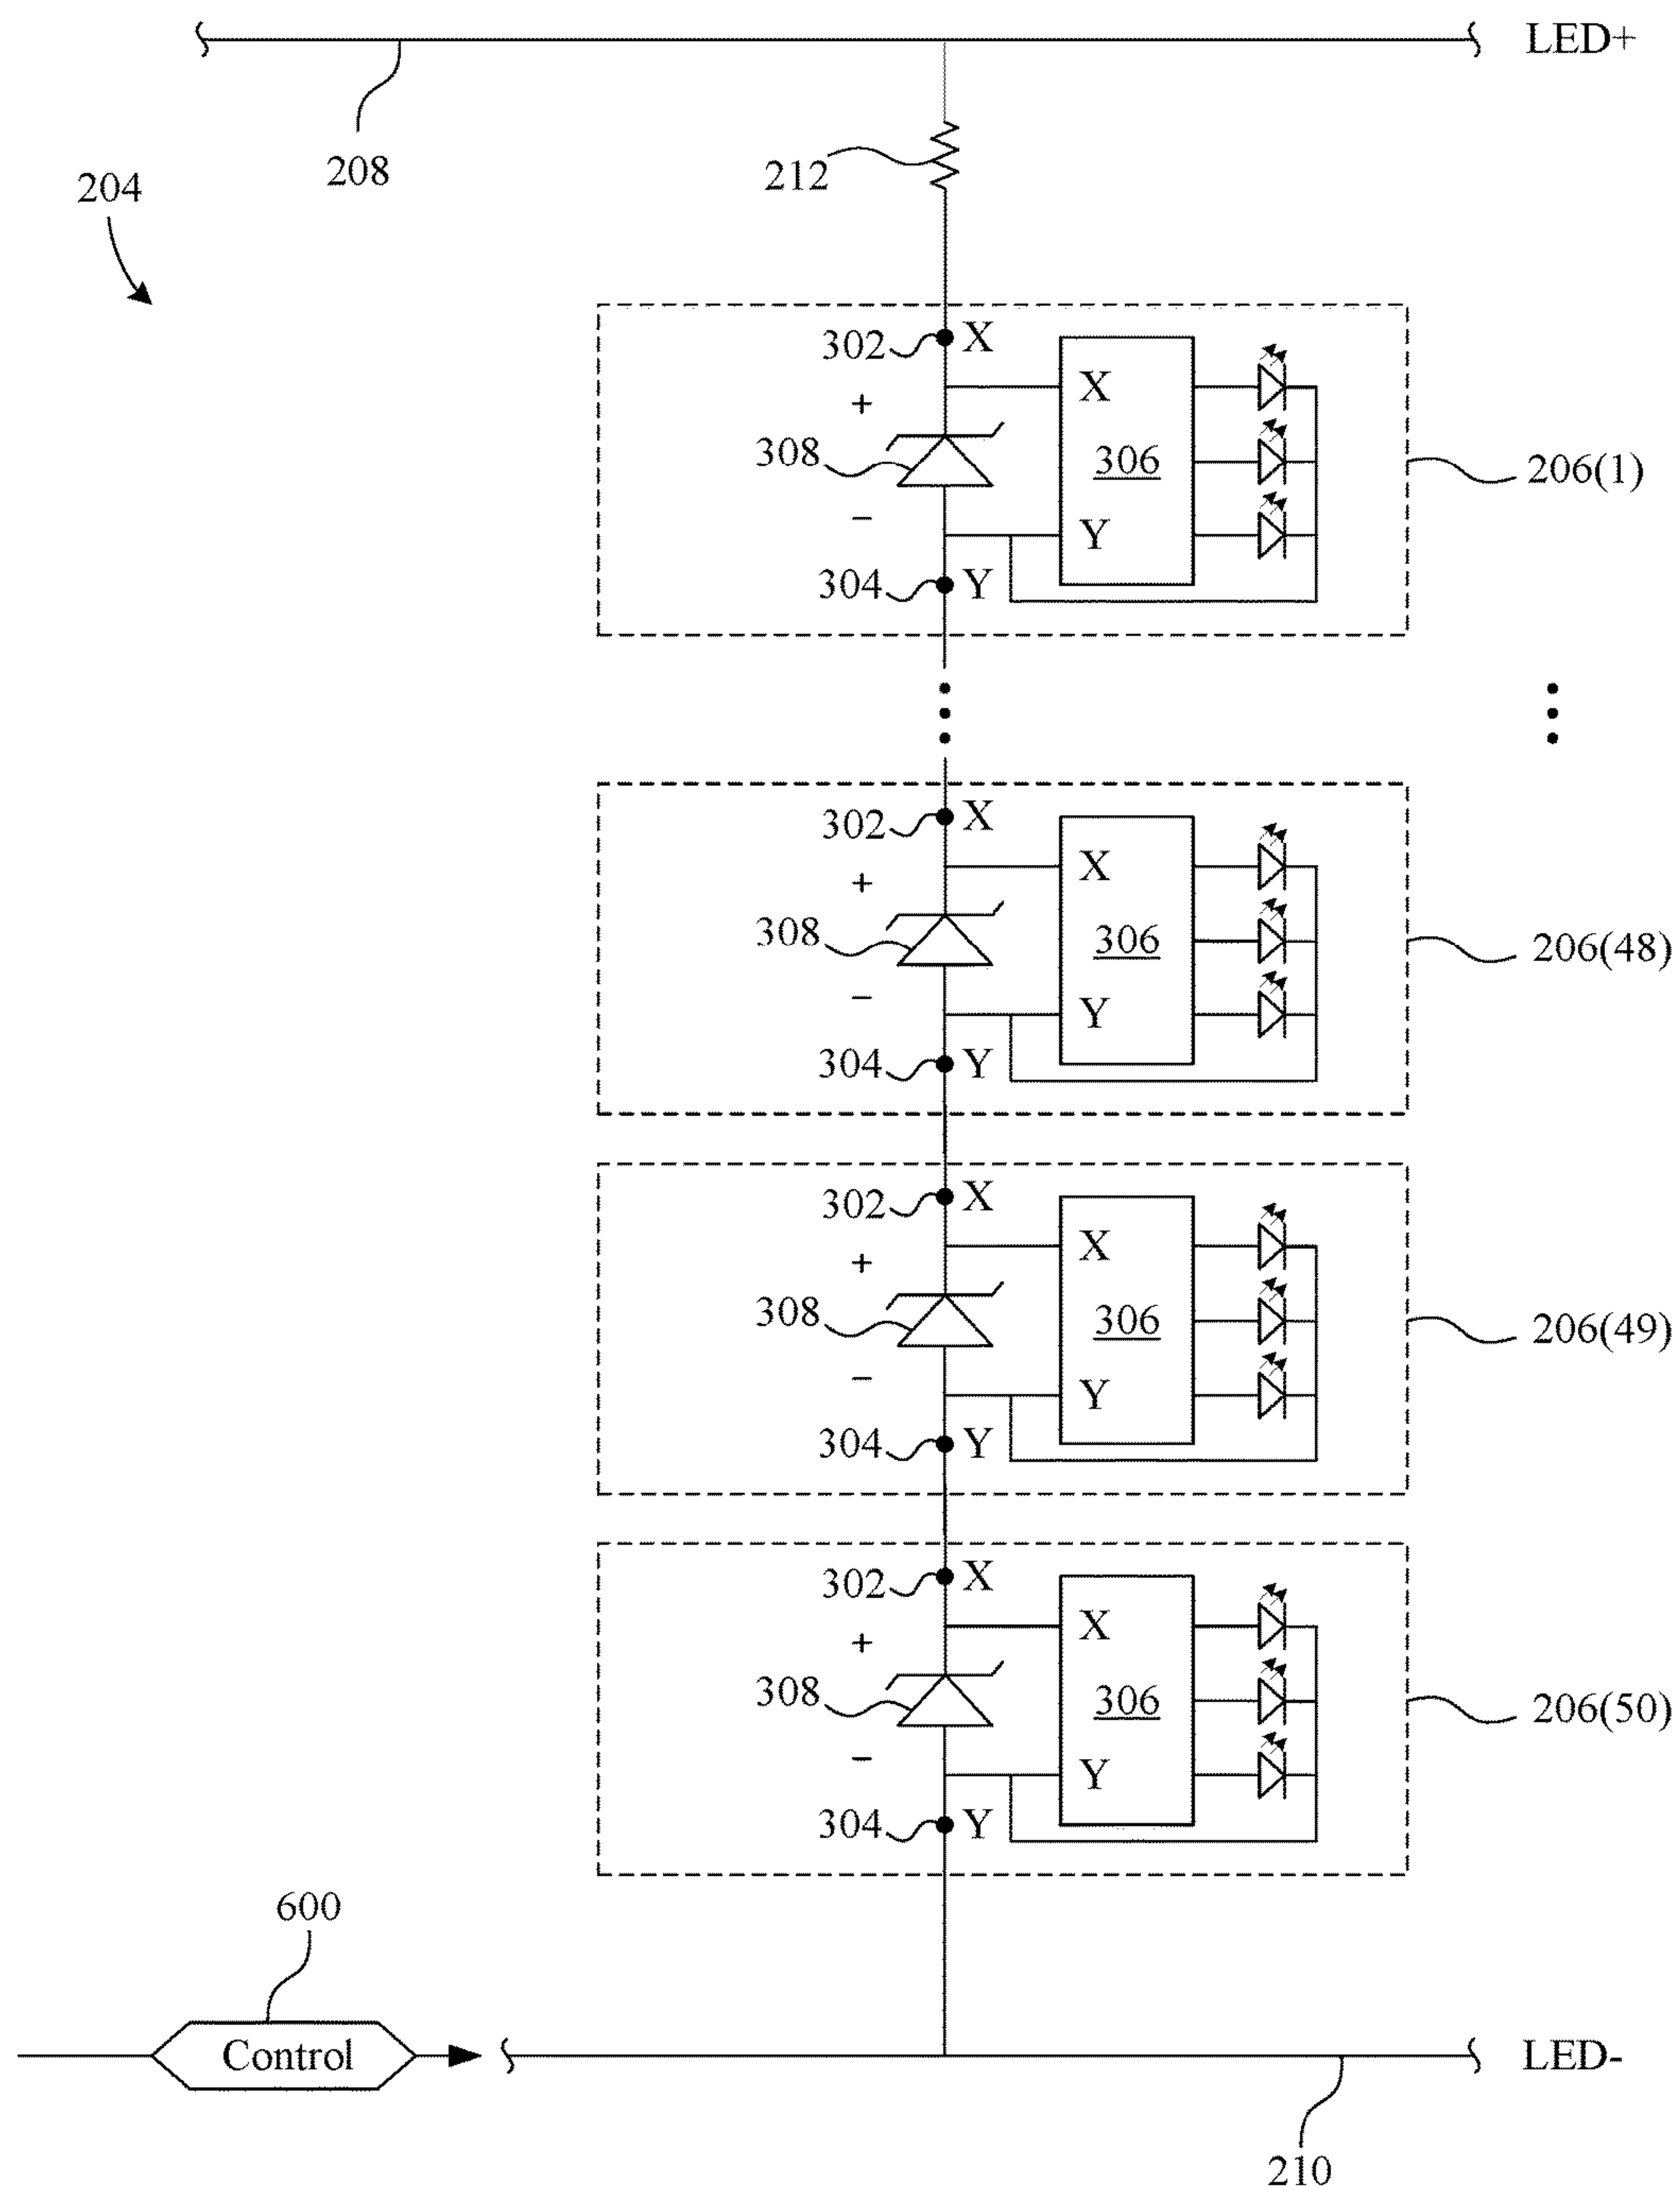 LED+
208
212
204
302 X
X
+
308
306
206(1)
−
Y
304 Y
302 X
X
+
308
306
206(48)
−
Y
304 Y
302 X
X
+
308
306
206(49)
−
Y
304 Y
302 X
X
+
308
306
206(50)
−
Y
304 Y
600
Control
LED-
210